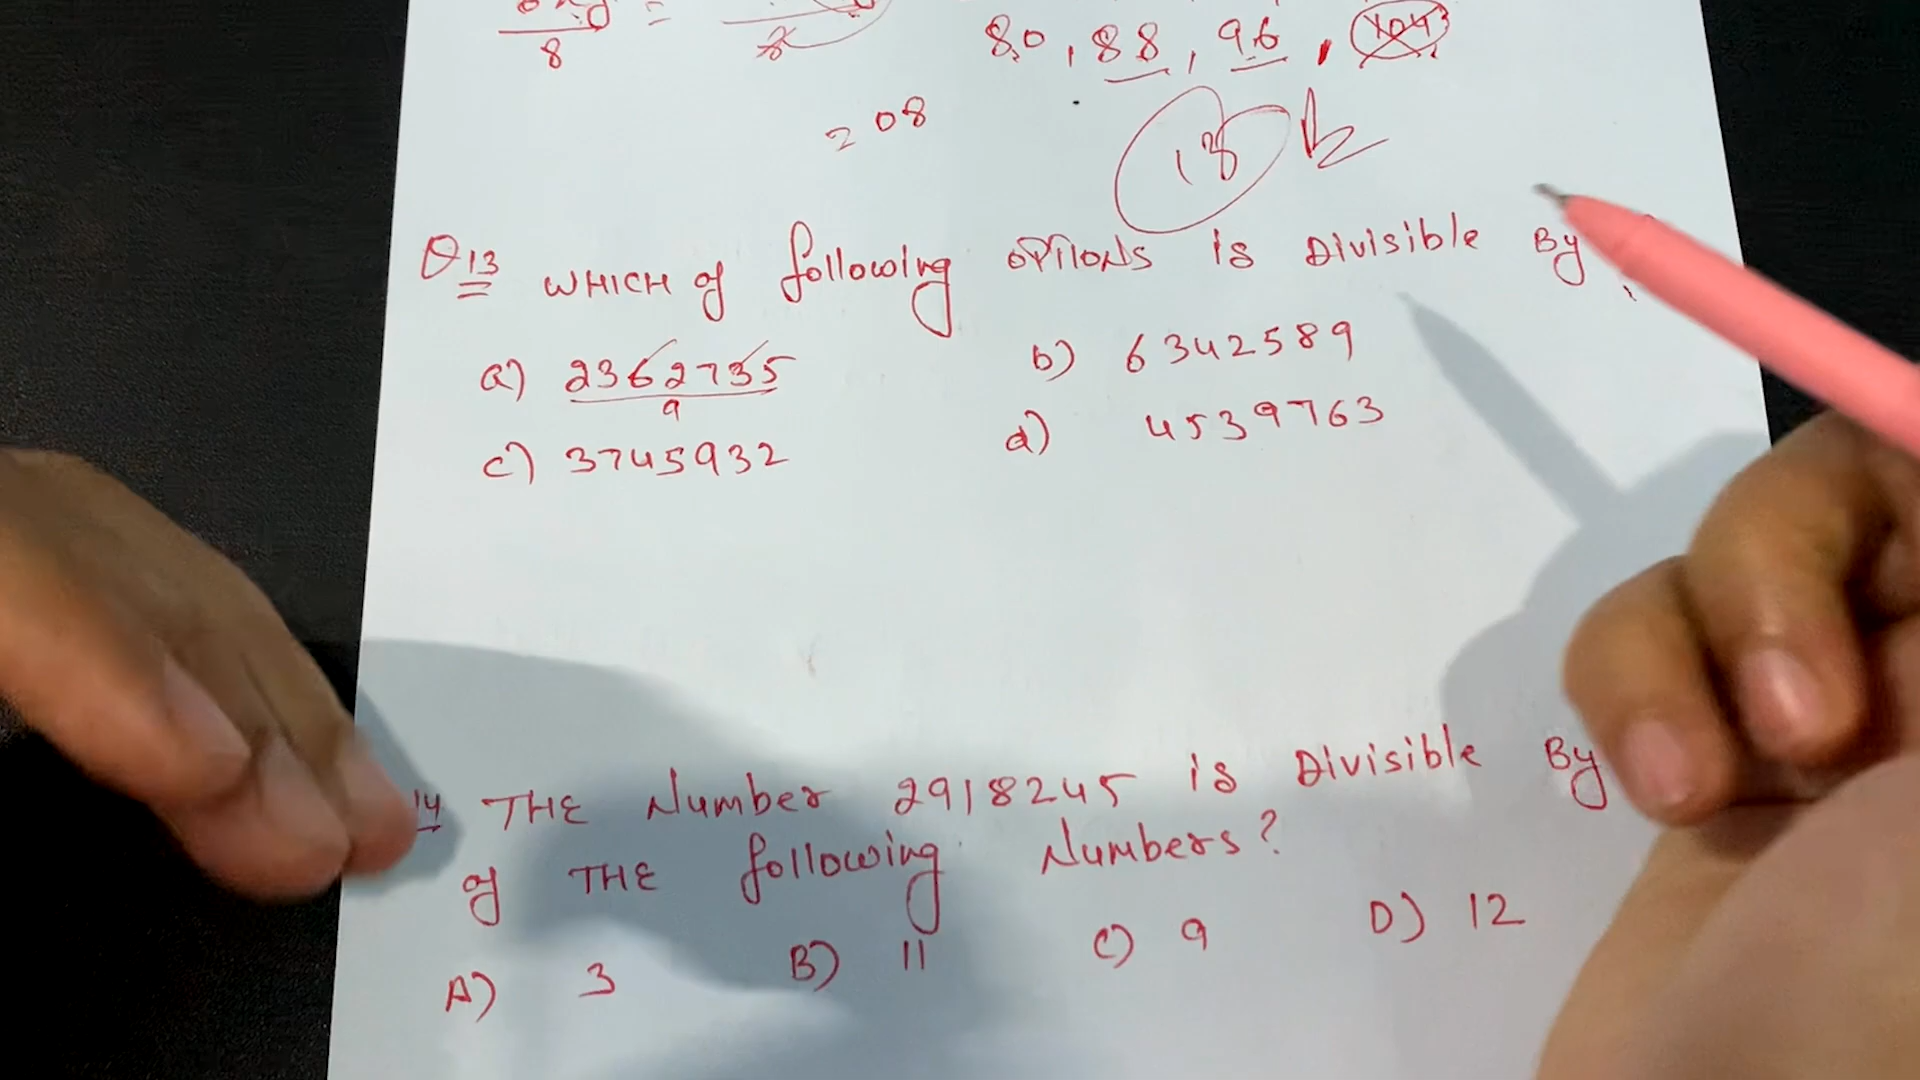 8
80, 88, 96,
208
18
Q13 WHICH of following OPTIONS is Divisible By
a) 2362735 b) 6342589
9
c) 3745932 d) 4539763
14 THE Number 2918245 is Divisible By
of THE following Numbers?
A) 3 B) 11 C) 9 D) 12